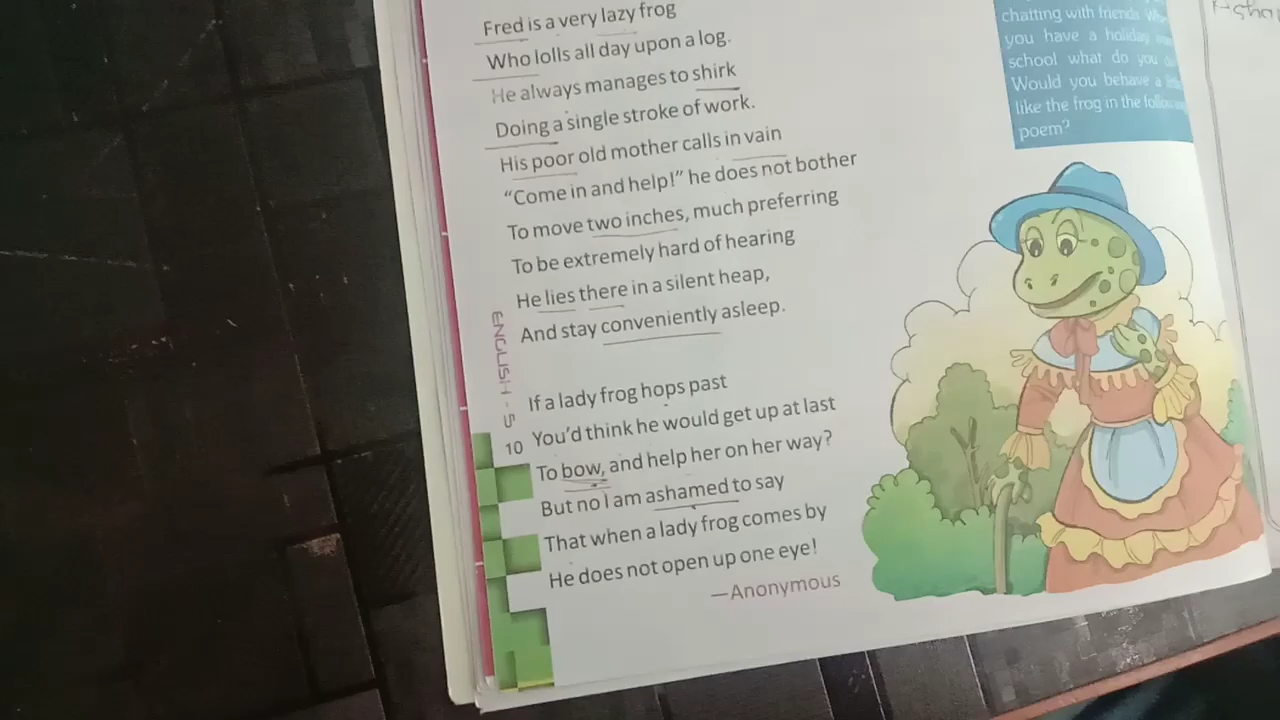 Fred is a very lazy frog
Who lolls all day upon a log.
He always manages to shirk
Doing a single stroke of work.
His poor old mother calls in vain
“Come in and help!” he does not bother
To move two inches, much preferring
To be extremely hard of hearing
He lies there in a silent heap,
And stay conveniently asleep.
If a lady frog hops past
You'd think he would get up at last
To bow, and help her on her way?
But no I am ashamed to say
That when a lady frog comes by
He does not open up one eye!
—Anonymous
ENGLISH - 5
10
chatting with friends.
you have a holiday
school what do you
Would you behave a
like the frog in the following
poem?